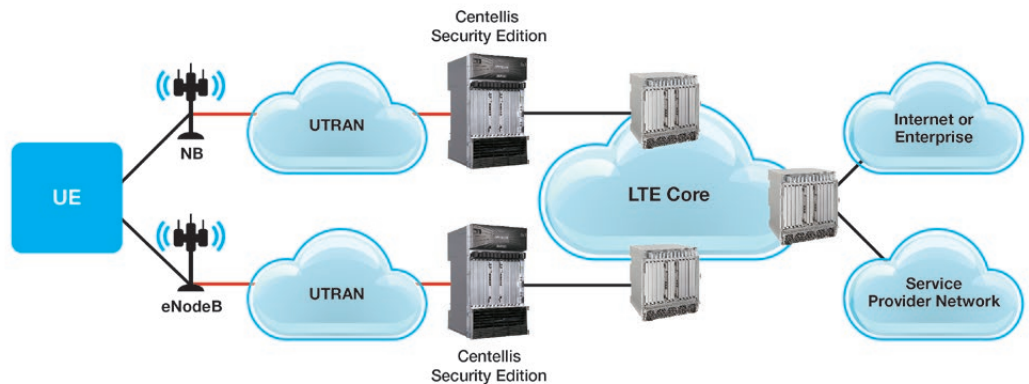 Centellis
Security Edition
UTRAN
NB
UE
LTE Core
Internet or
Enterprise
UTRAN
eNodeB
Service
Provider Network
Centellis
Security Edition